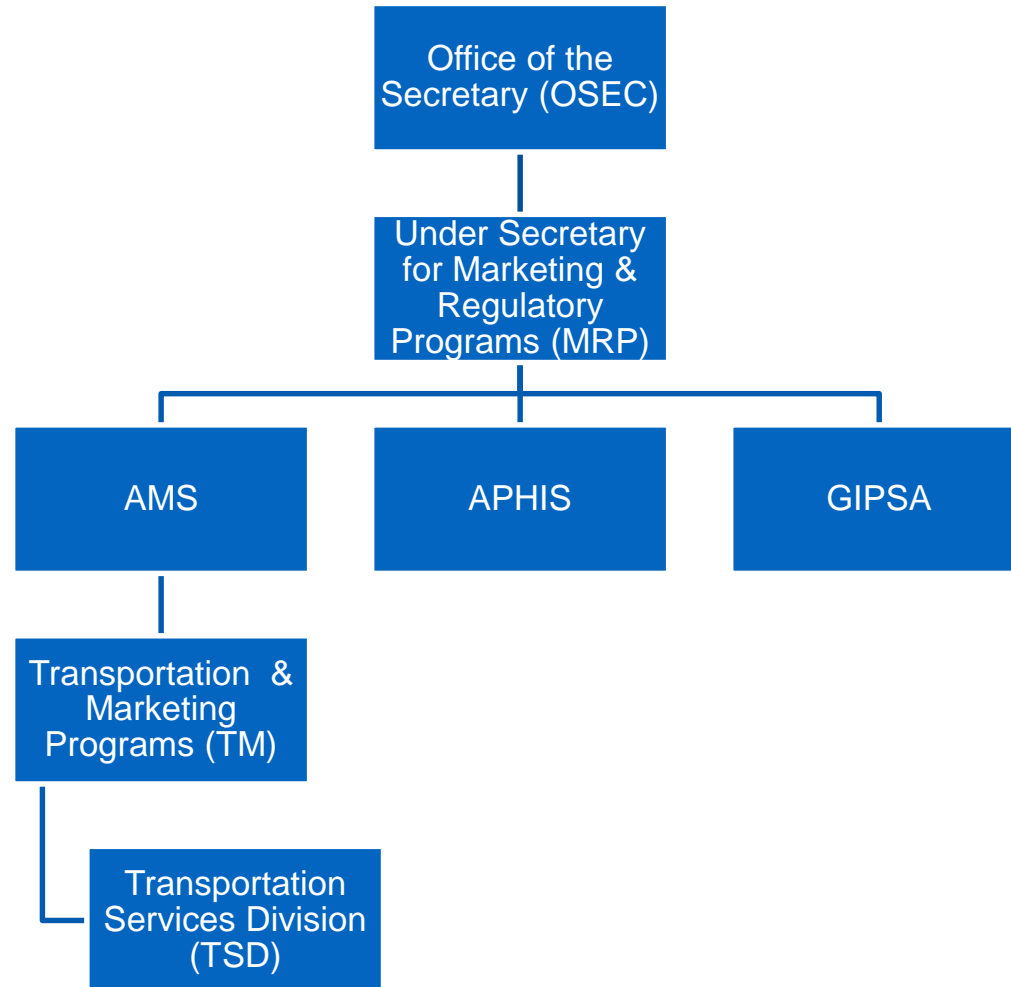 Office of the
Secretary (OSEC)
Under Secretary
for Marketing &
Regulatory
Programs (MRP)
AMS
APHIS
GIPSA
Transportation  &
Marketing
Programs (TM)
Transportation
Services Division
(TSD)